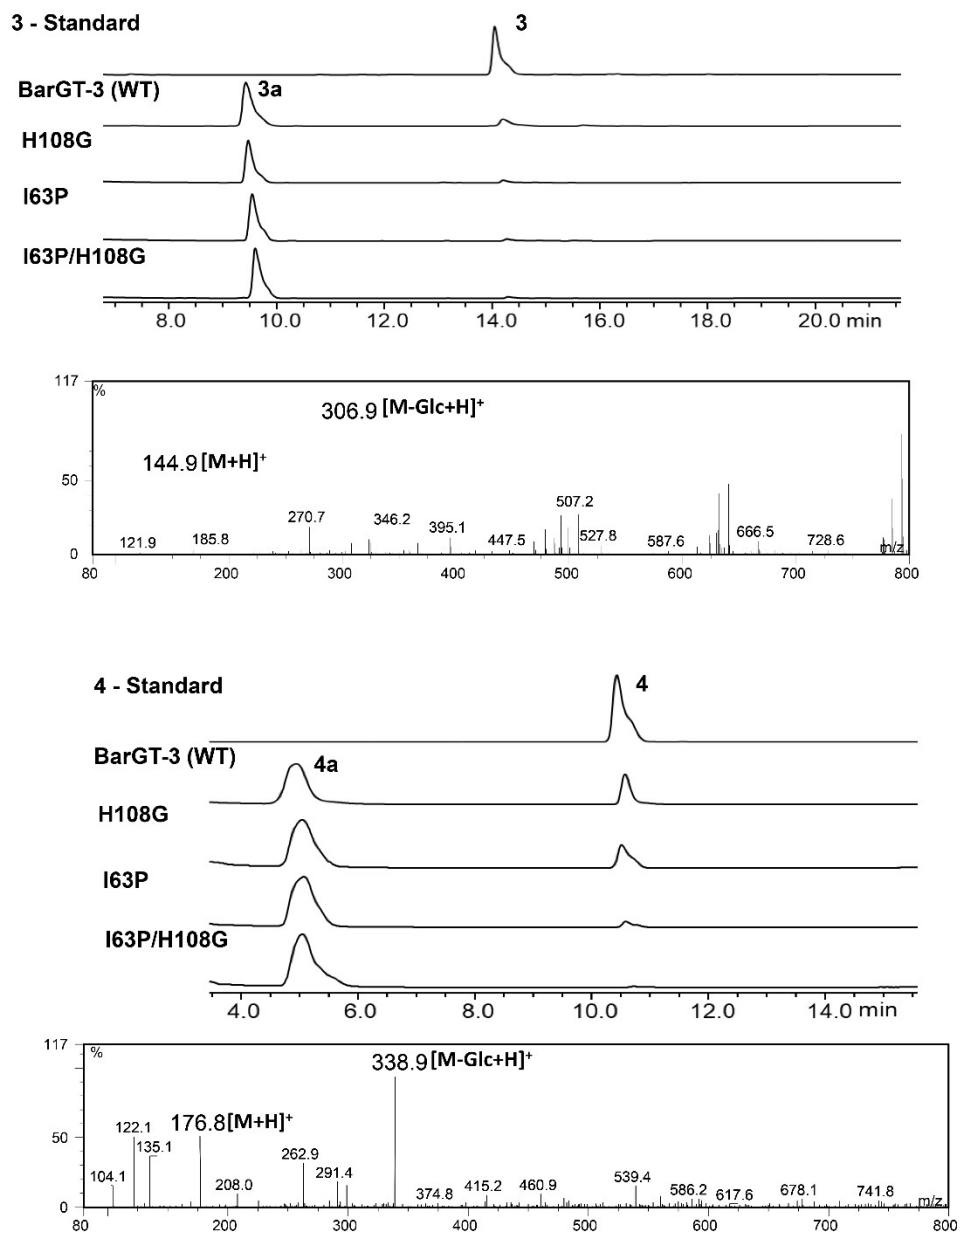 3 - Standard
3
BarGT-3 (WT)
3a
H108G
I63P
I63P/H108G
8.0 10.0 12.0 14.0 16.0 18.0 20.0 min
117
%
306.9 [M-Glc+H]+
144.9 [M+H]+
50
507.2
270.7 346.2 395.1 447.5 527.8 587.6 666.5 728.6
121.9 185.8
0
m/z
80 200 300 400 500 600 700 800
4 - Standard
4
BarGT-3 (WT)
4a
H108G
I63P
I63P/H108G
4.0 6.0 8.0 10.0 12.0 14.0 min
117
%
338.9 [M-Glc+H]+
176.8 [M+H]+
50
122.1
135.1
262.9
104.1 208.0 291.4 374.8 415.2 460.9 539.4 586.2 617.6 678.1 741.8
0
m/z
80 200 300 400 500 600 700 800